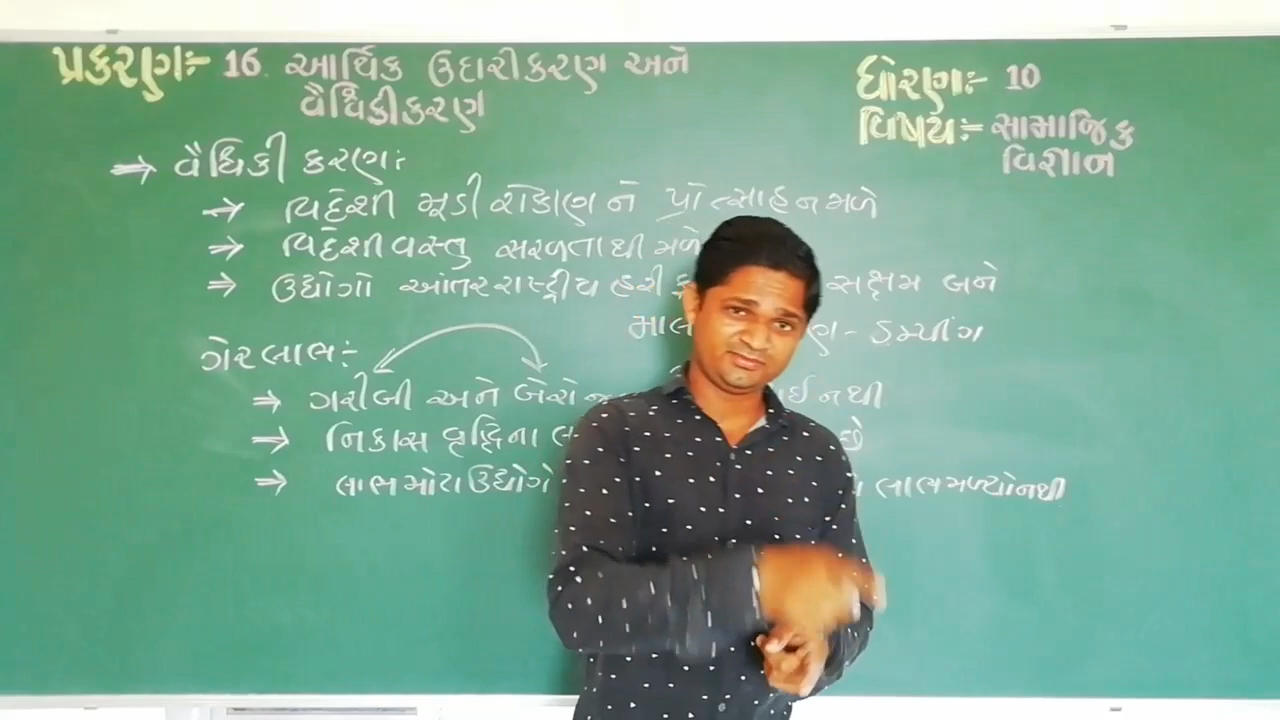 પ્રકરણઃ- 16. આર્થિક ઉદારીકરણ અને
વૈશ્વિકીકરણ
ધોરણઃ- 10
વિષયઃ- સામાજિક
વિજ્ઞાન
⇒ વૈશ્વિકીકરણઃ
⇒ વિદેશી મૂડી રોકાણ ને પ્રોત્સાહન મળે
⇒ વિદેશી વસ્તુ સરળતાથી મળે
⇒ ઉદ્યોગો આંતરરાષ્ટ્રીય હરી સક્ષમ બને
માલ ણ - ડમ્પીંગ
ગેરલાભઃ
⇒ ગરીબી અને બેરો ઈ નથી
⇒ નિકાસ વૃદ્ધિના લ છે
⇒ લાભ મોટા ઉદ્યોગો લાભ મળ્યો નથી